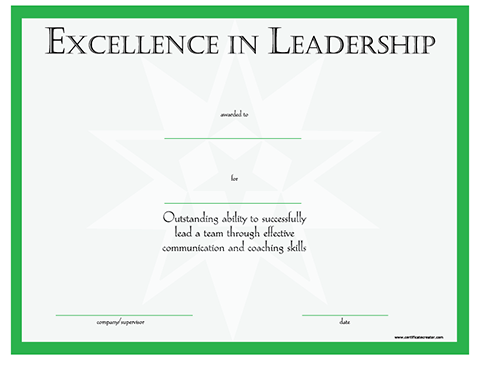 EXCELLENCE IN LEADERSHIP
awarded to
for
Outstanding ability to successfully
lead a team through effective
communication and coaching skills
company/supervisor
date
www.certificatecreator.com